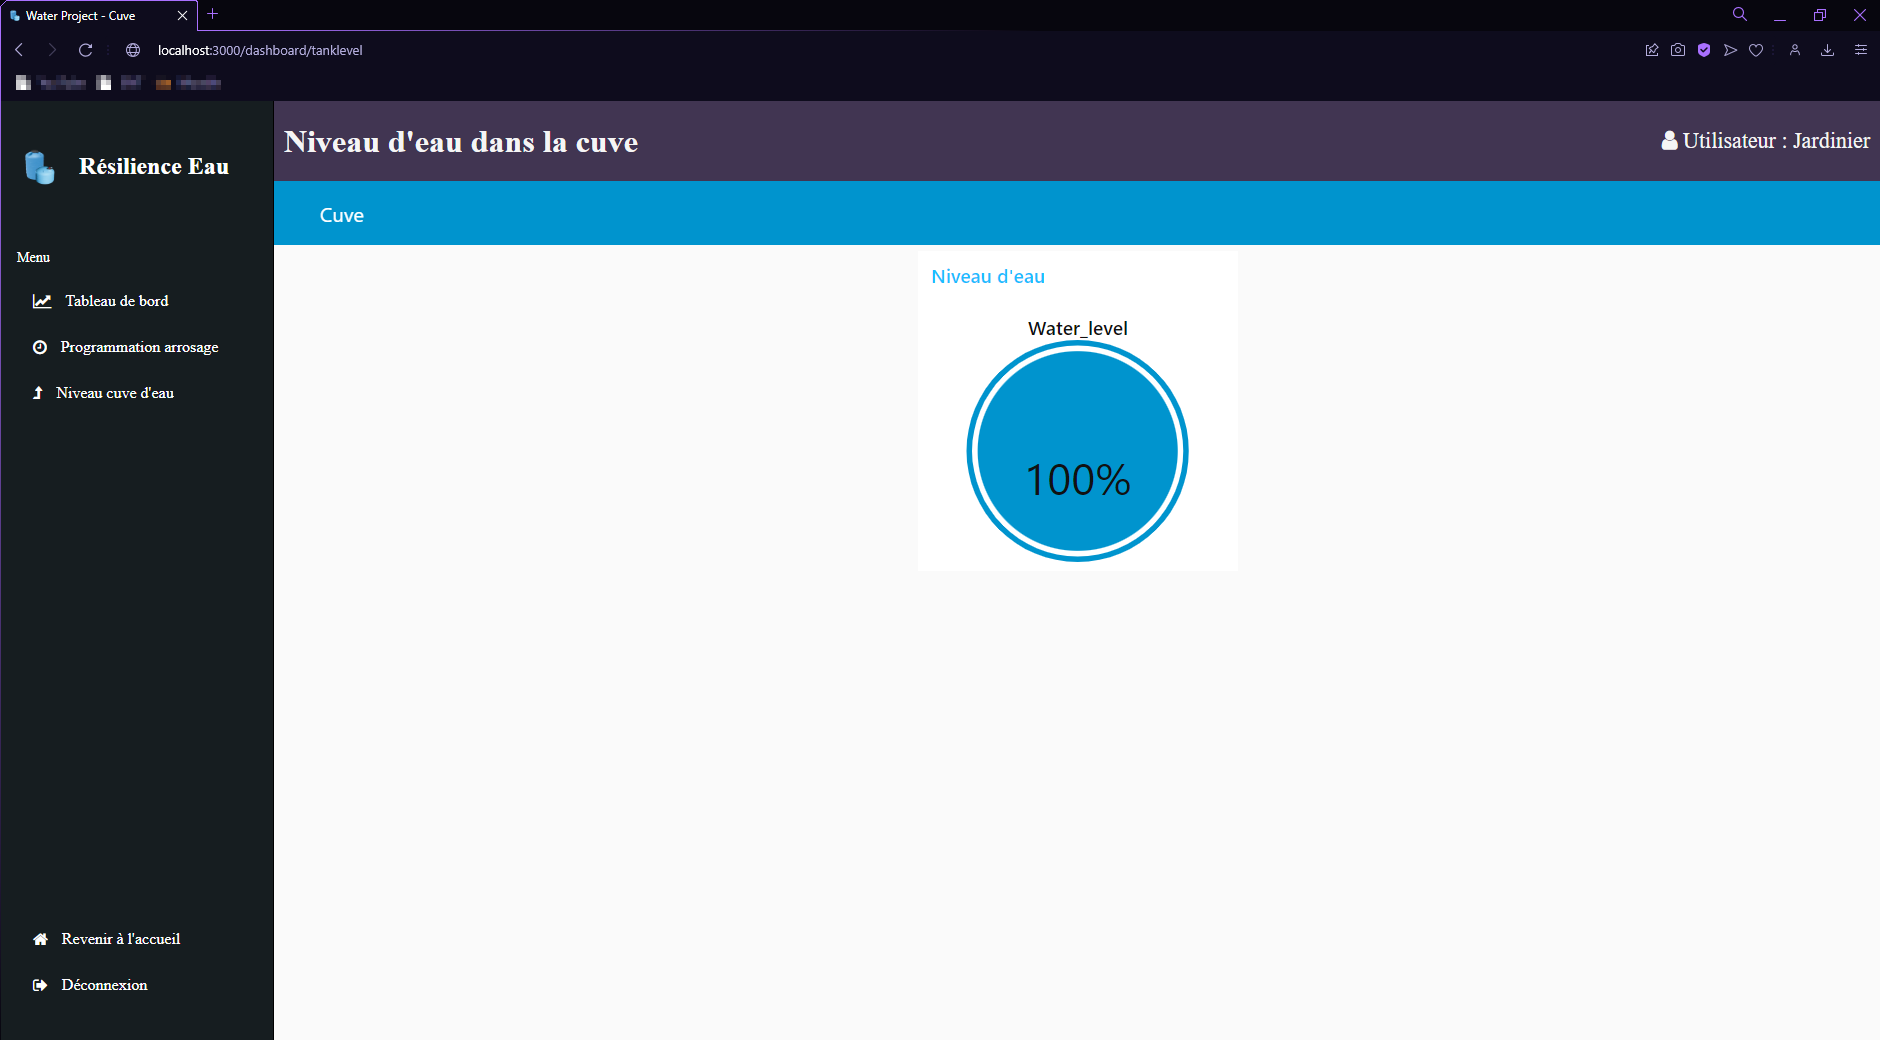 Water Project - Cuve
localhost:3000/dashboard/tanklevel
Résilience Eau
Menu
Tableau de bord
Programmation arrosage
Niveau cuve d'eau
Revenir à l'accueil
Déconnexion
Niveau d'eau dans la cuve
Utilisateur : Jardinier
Cuve
Niveau d'eau
Water_level
100%